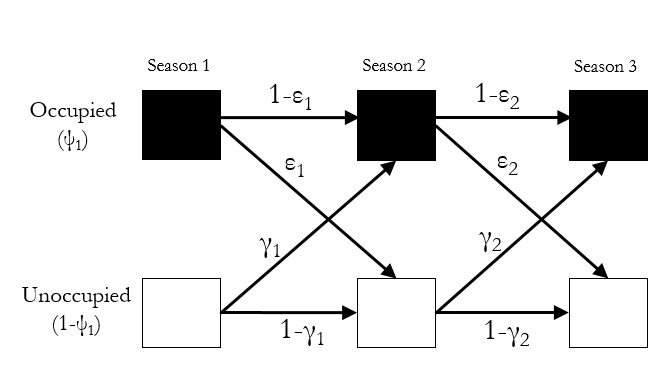 Season 1
Season 2
Season 3
Occupied
(ψ₁)
1-ε₁
1-ε₂
ε₁
ε₂
γ₁
γ₂
Unoccupied
(1-ψ₁)
1-γ₁
1-γ₂